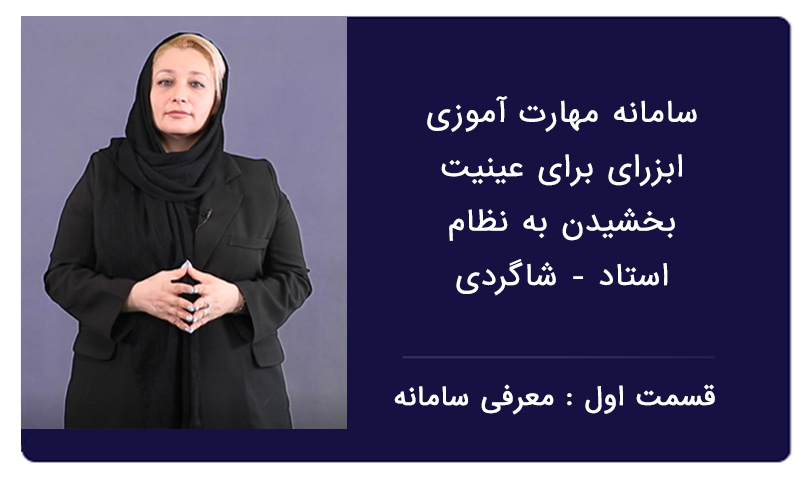 سامانه مهارت آموزی
ابزرای برای عینیت
بخشیدن به نظام
استاد - شاگردی
قسمت اول : معرفی سامانه